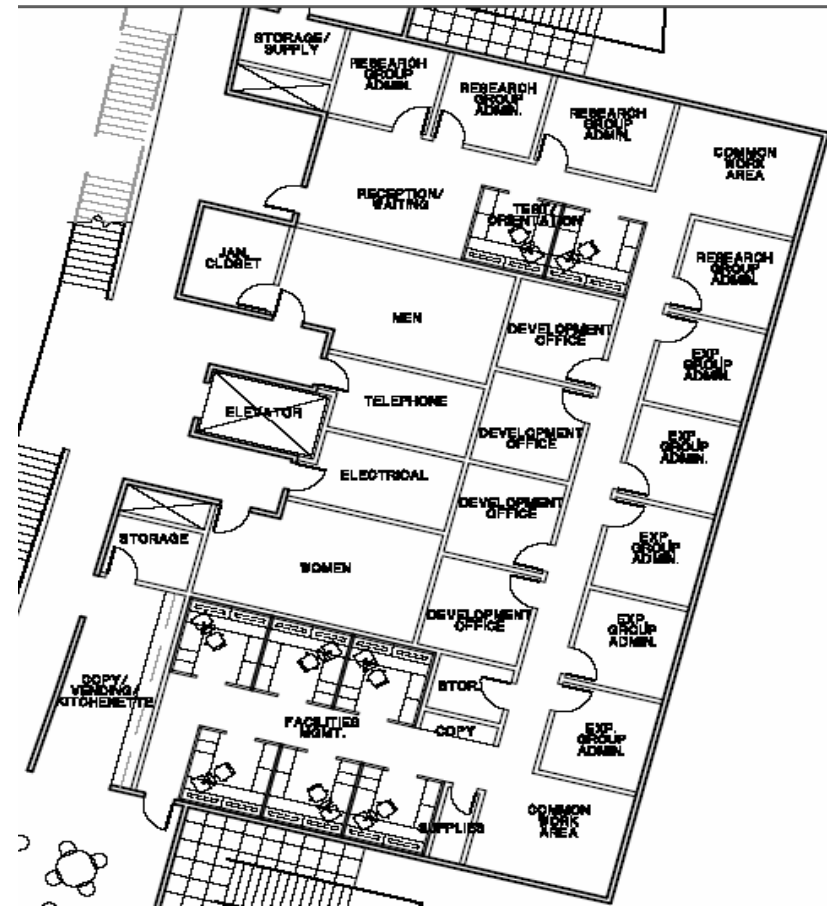 STORAGE/
SUPPLY
RESEARCH
GROUP
ADMIN.
RESEARCH
GROUP
ADMIN.
RESEARCH
GROUP
ADMIN.
COMMON
WORK
AREA
RECEPTION/
WAITING
TEST/
ORIENTATION
JAN.
CLOSET
RESEARCH
GROUP
ADMIN.
MEN
DEVELOPMENT
OFFICE
EXP.
GROUP
ADMIN.
TELEPHONE
ELEVATOR
DEVELOPMENT
OFFICE
EXP.
GROUP
ADMIN.
ELECTRICAL
DEVELOPMENT
OFFICE
STORAGE
EXP.
GROUP
ADMIN.
WOMEN
DEVELOPMENT
OFFICE
EXP.
GROUP
ADMIN.
COPY/
VENDING/
KITCHENETTE
STOR.
FACILITIES
MGMT.
COPY
EXP.
GROUP
ADMIN.
SUPPLIES
COMMON
WORK
AREA